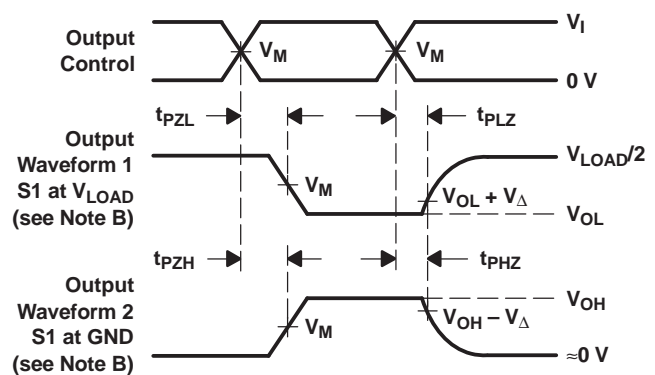 Output
Control
V_M
V_M
V_I
0 V
t_PZL
t_PLZ
Output
Waveform 1
S1 at V_LOAD
(see Note B)
V_M
V_LOAD/2
V_OL + V_Δ
V_OL
t_PZH
t_PHZ
Output
Waveform 2
S1 at GND
(see Note B)
V_M
V_OH
V_OH − V_Δ
≈0 V